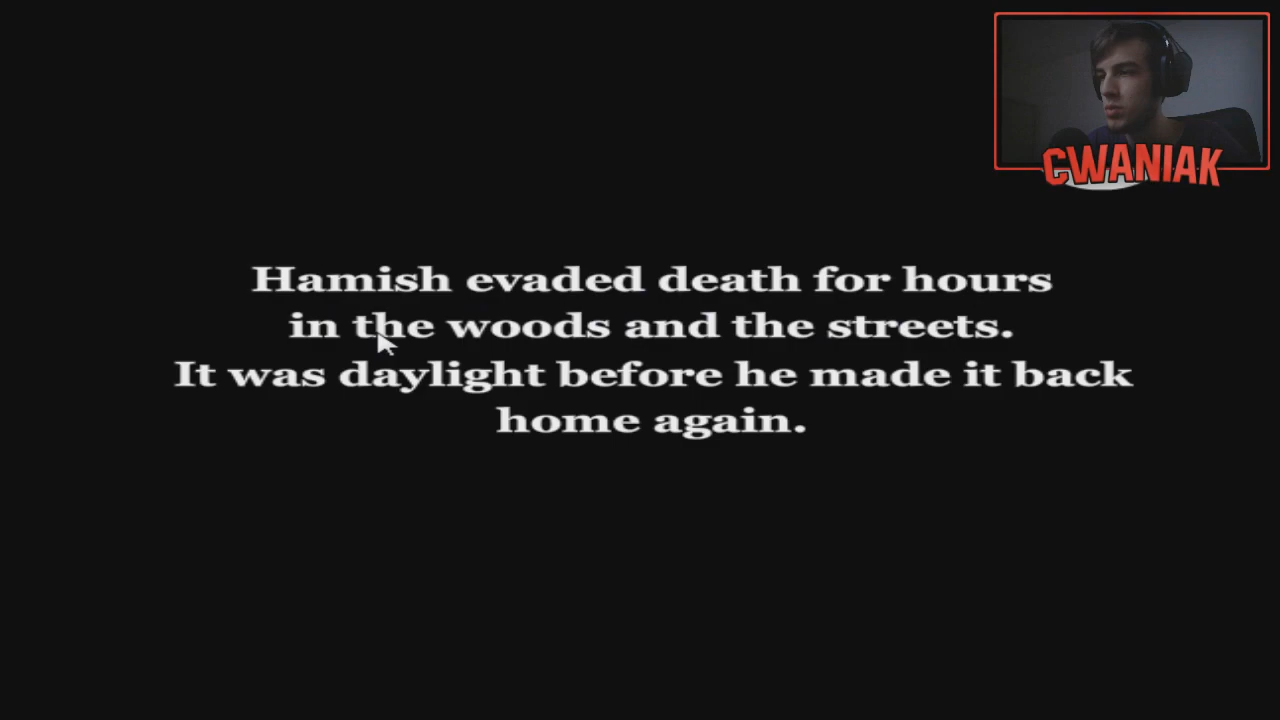 CWANIAK
Hamish evaded death for hours
in the woods and the streets.
It was daylight before he made it back
home again.